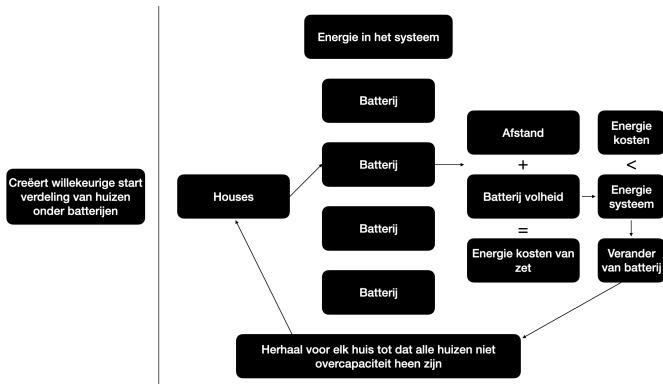 Energie in het systeem
Batterij
Batterij
Batterij
Batterij
Creëert willekeurige start
verdeling van huizen
onder batterijen
Houses
Afstand
+
Batterij volheid
=
Energie kosten van
zet
Energie
kosten
<
Energie
systeem
Verander
van batterij
Herhaal voor elk huis tot dat alle huizen niet
overcapaciteit heen zijn